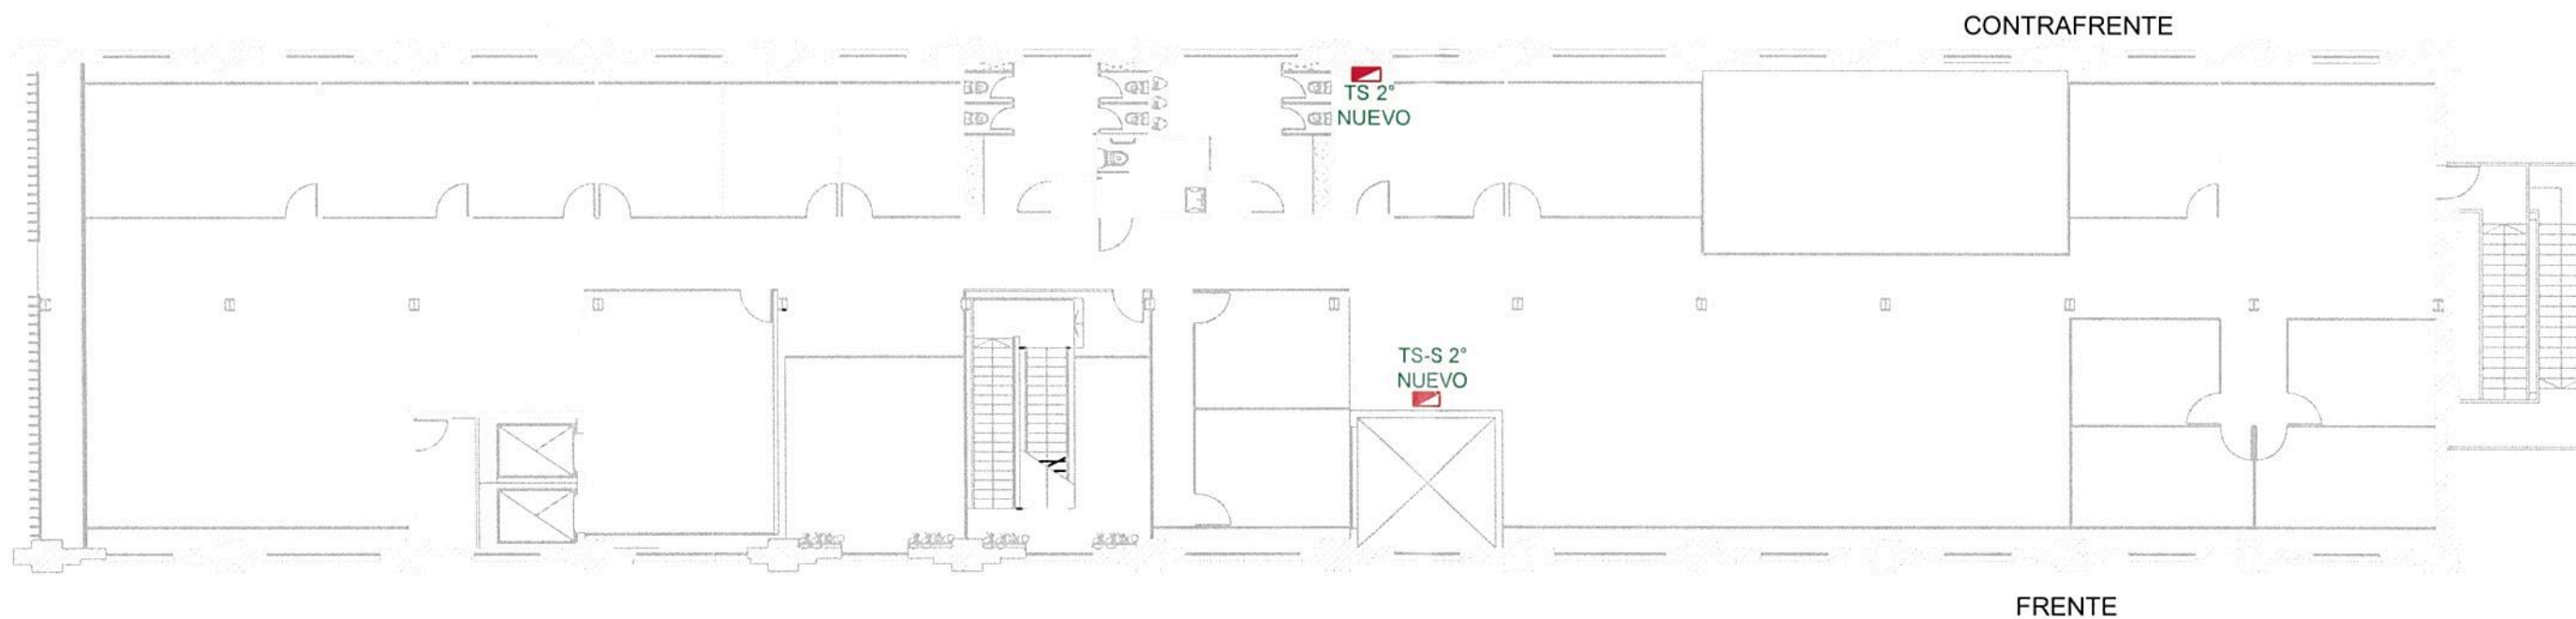 CONTRAFRENTE
TS 2°
NUEVO
TS-S 2°
NUEVO
FRENTE